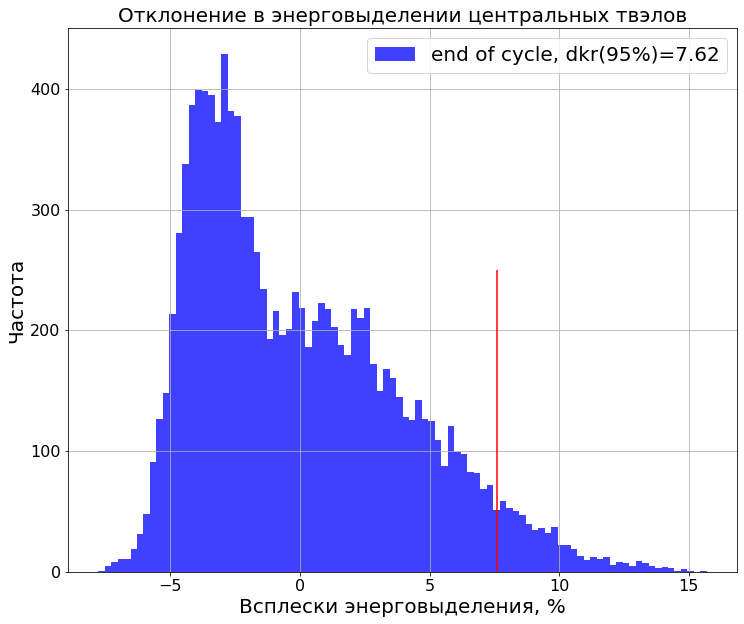 Отклонение в энерговыделении центральных твэлов
end of cycle, dkr(95%)=7.62
400
300
200
100
0
Частота
−5
0
5
10
15
Всплески энерговыделения, %